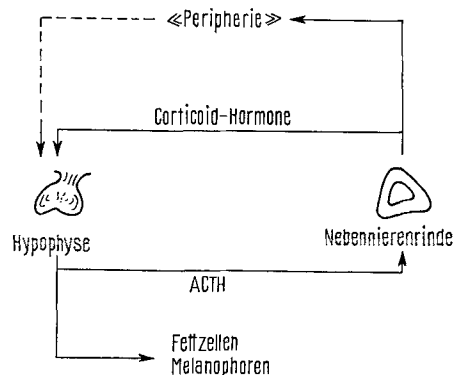 «Peripherie»
Corticoid-Hormone
Hypophyse
Nebennierenrinde
ACTH
Fettzellen
Melanophoren